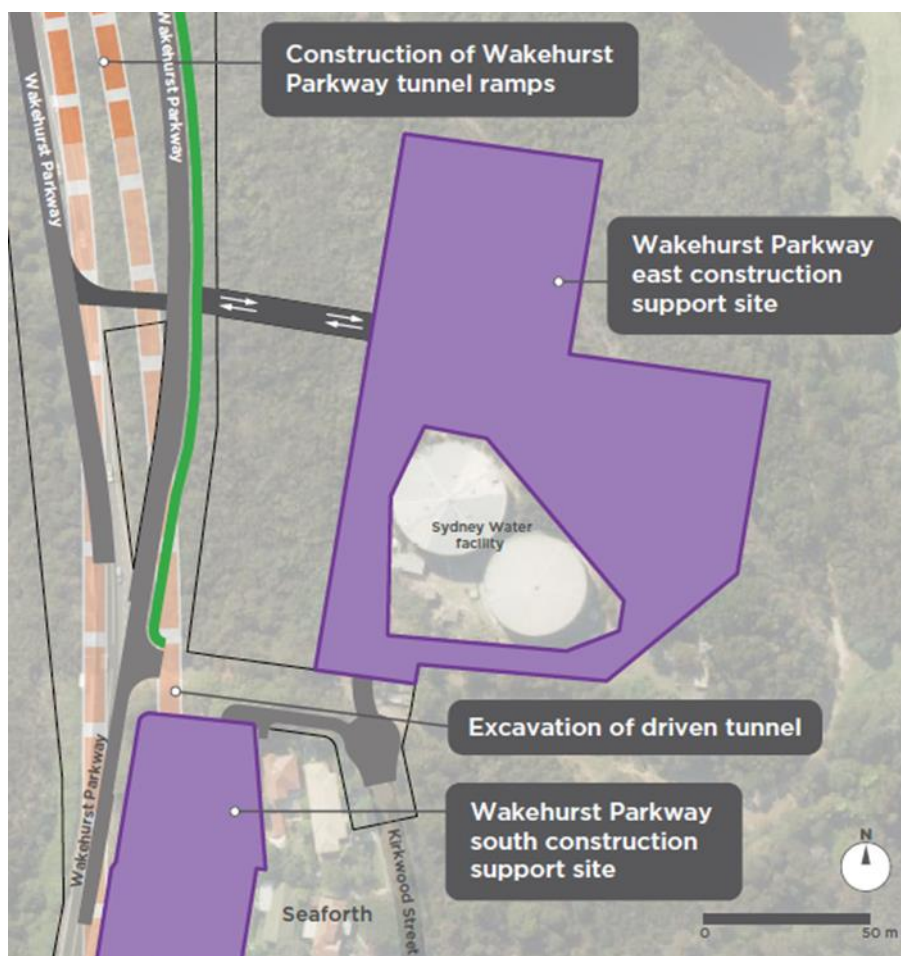 Construction of Wakehurst
Parkway tunnel ramps
Wakehurst Parkway
Wakehurst Parkway
Wakehurst Parkway
east construction
support site
Sydney Water
facility
Excavation of driven tunnel
Wakehurst Parkway
Wakehurst Parkway
south construction
support site
Kirkwood Street
Seaforth
N
0
50 m